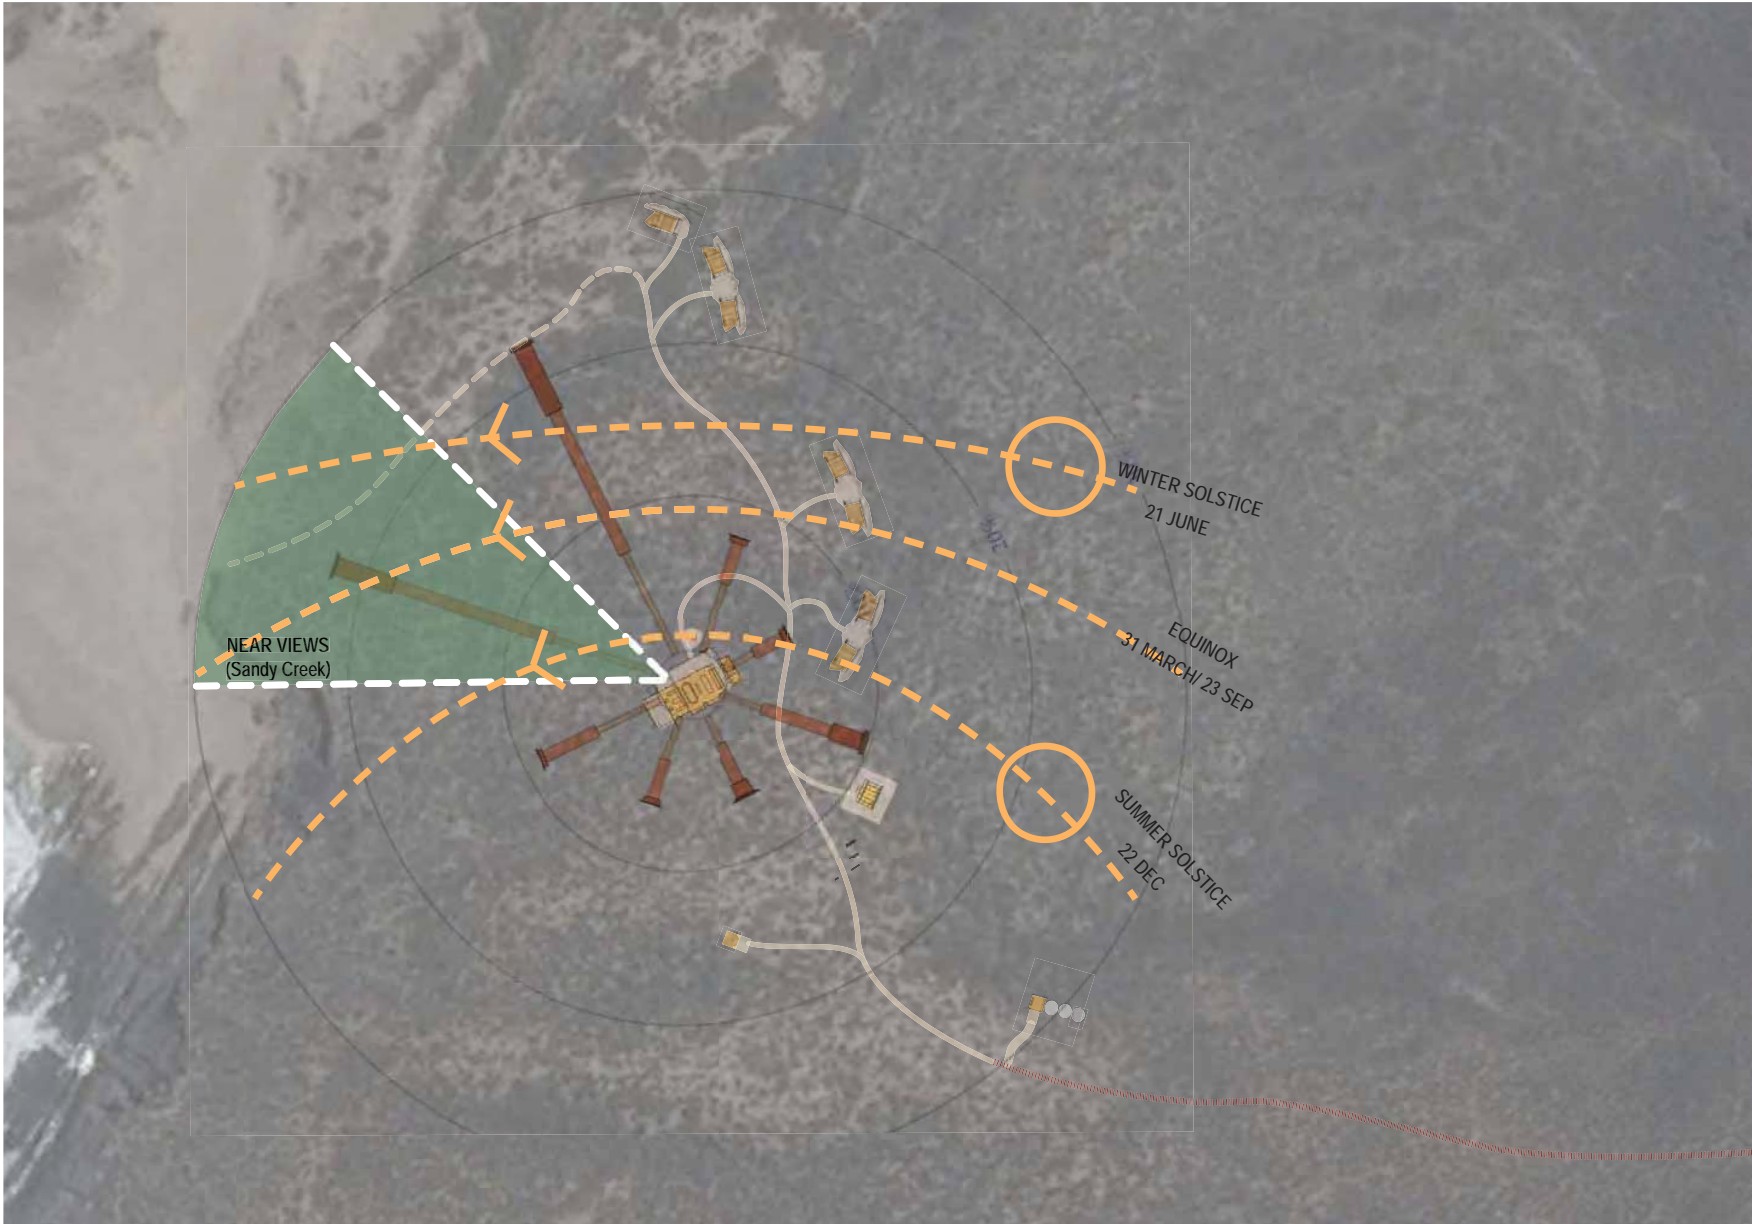 WINTER SOLSTICE
21 JUNE
EQUINOX
31 MARCH/ 23 SEP
NEAR VIEWS
(Sandy Creek)
SUMMER SOLSTICE
22 DEC